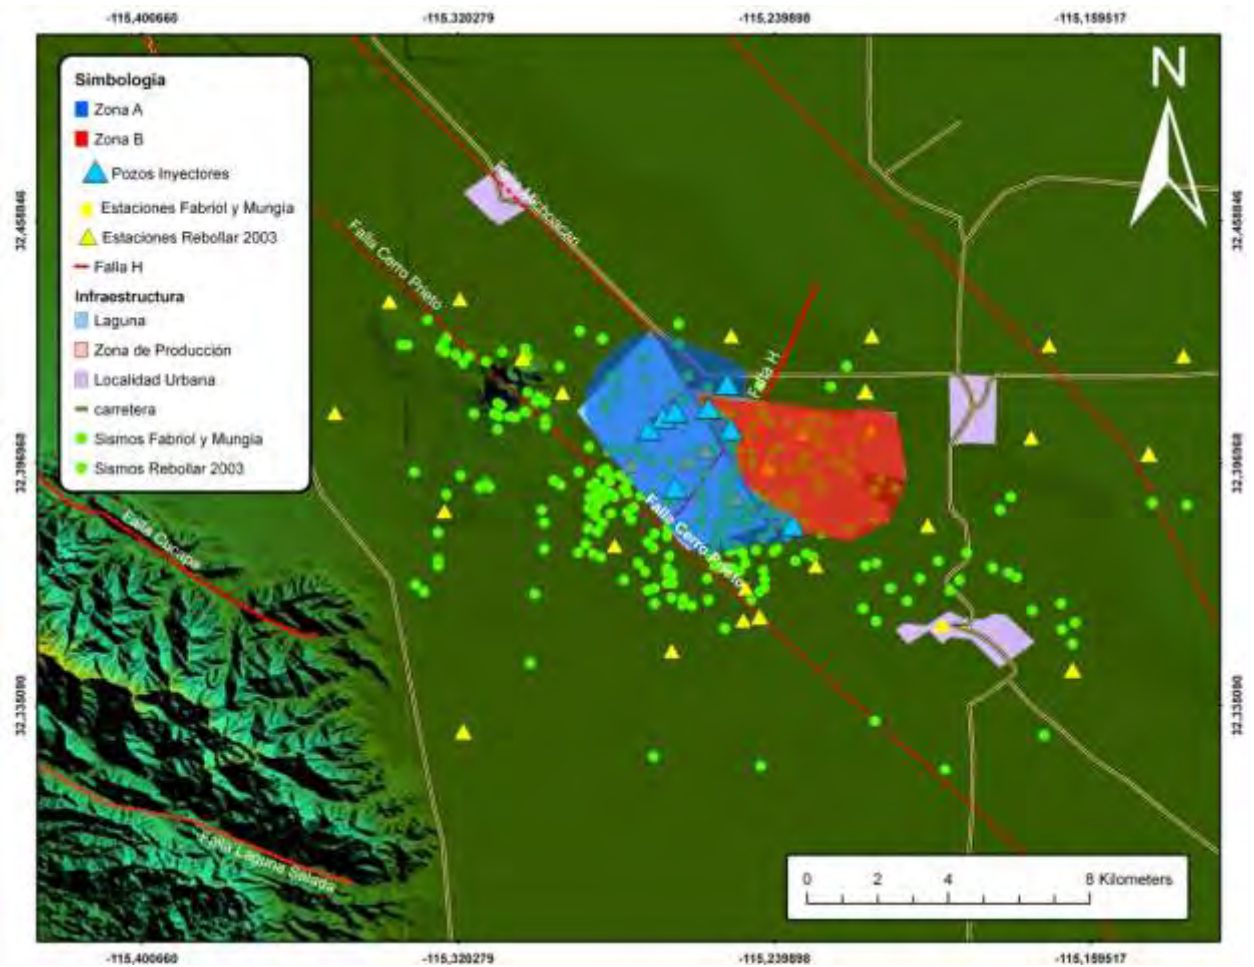 -115,400660 -115,320279 -115,239898 -115,159517
N
Simbologia
Zona A
Zona B
Pozos Inyectores
Estaciones Fabriol y Mungia
Estaciones Rebollar 2003
Falla H
Infraestructura
Laguna
Zona de Producción
Localidad Urbana
carretera
Sismos Fabriol y Mungia
Sismos Rebollar 2003
32,458846
32,458846
Michoacan
Falla Cerro Prieto
Falla H
32,396968
32,396968
Falla Cerro Prieto
Falla Cucapa
32,335090
32,335090
Falla Laguna Salada
0 2 4 8 Kilometers
-115,400660 -115,320279 -115,239898 -115,159517